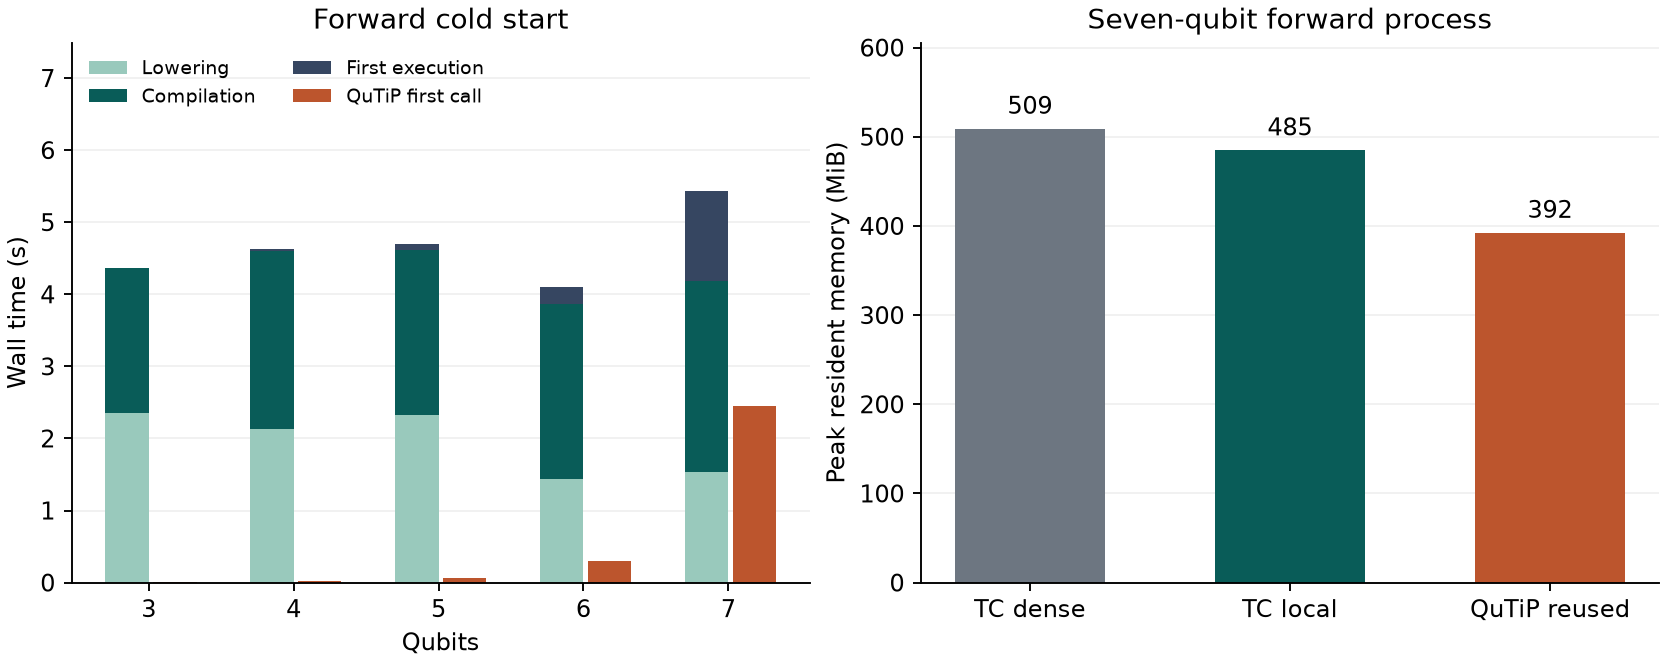 Forward cold start
Lowering
Compilation
First execution
QuTiP first call
Wall time (s)
7
6
5
4
3
2
1
0
3
4
5
6
7
Qubits
Seven-qubit forward process
Peak resident memory (MiB)
600
500
400
300
200
100
0
509
485
392
TC dense
TC local
QuTiP reused